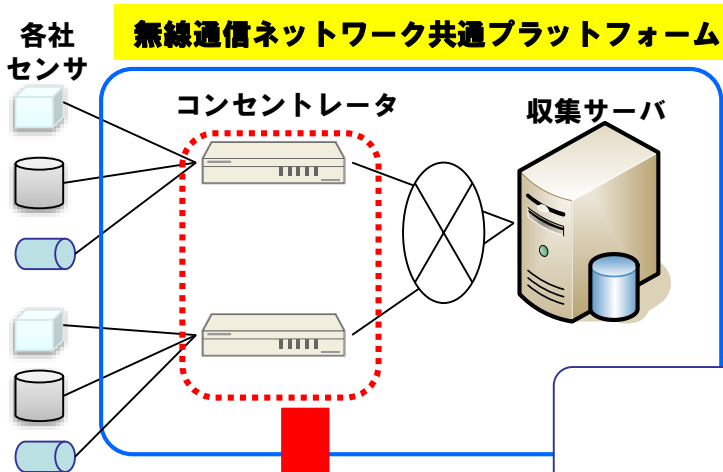 無線通信ネットワーク共通プラットフォーム
各社
センサ
コンセントレータ
収集サーバ